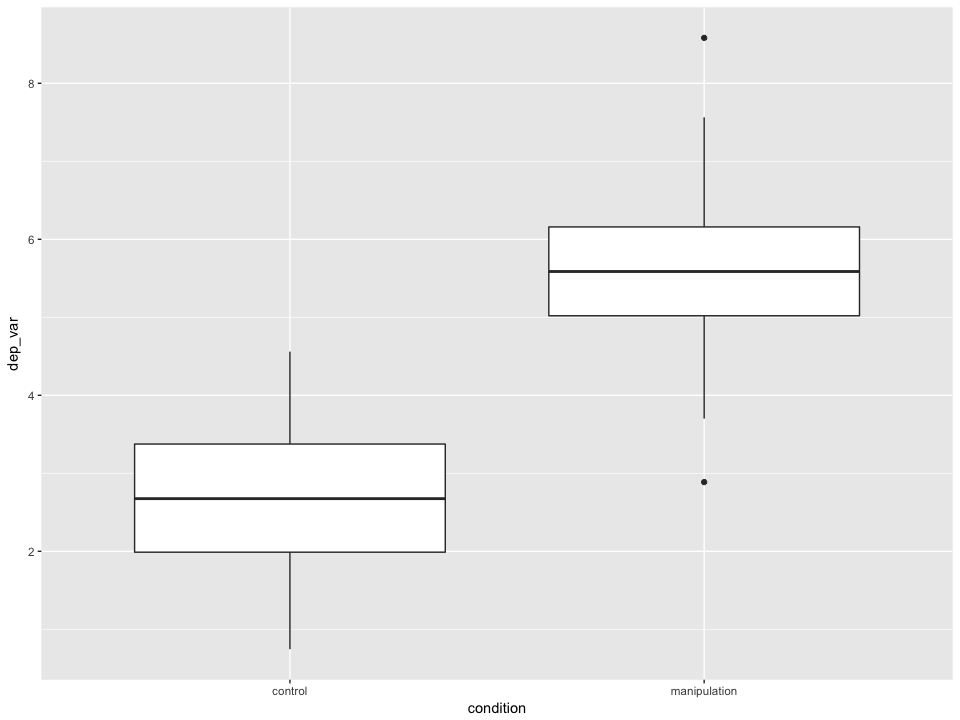 8
6
4
2
dep_var
control
manipulation
condition